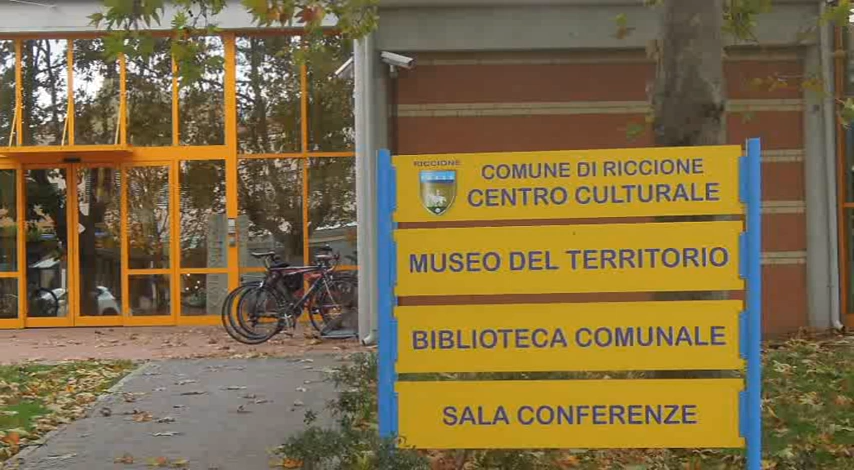 RICCIONE
COMUNE DI RICCIONE
CENTRO CULTURALE
MUSEO DEL TERRITORIO
BIBLIOTECA COMUNALE
SALA CONFERENZE